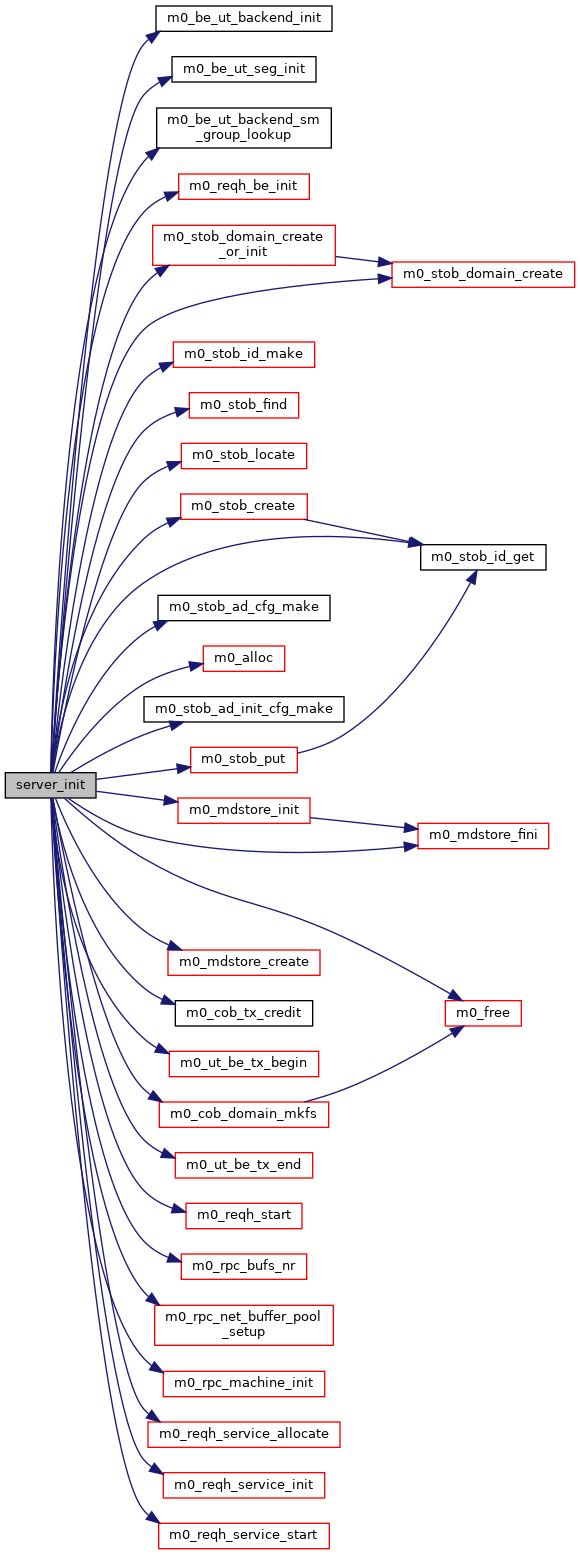 m0_be_ut_backend_init
m0_be_ut_seg_init
m0_be_ut_backend_sm
_group_lookup
m0_reqh_be_init
m0_stob_domain_create
_or_init
m0_stob_domain_create
m0_stob_id_make
m0_stob_find
m0_stob_locate
m0_stob_create
m0_stob_id_get
m0_stob_ad_cfg_make
m0_alloc
m0_stob_ad_init_cfg_make
m0_stob_put
server_init
m0_mdstore_init
m0_mdstore_fini
m0_mdstore_create
m0_cob_tx_credit
m0_free
m0_ut_be_tx_begin
m0_cob_domain_mkfs
m0_ut_be_tx_end
m0_reqh_start
m0_rpc_bufs_nr
m0_rpc_net_buffer_pool
_setup
m0_rpc_machine_init
m0_reqh_service_allocate
m0_reqh_service_init
m0_reqh_service_start